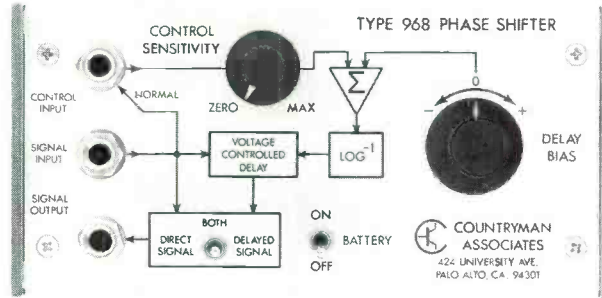 TYPE 968 PHASE SHIFTER
CONTROL
SENSITIVITY
CONTROL
INPUT
NORMAL
ZERO
MAX
Σ
0
-
+
DELAY
BIAS
SIGNAL
INPUT
VOLTAGE
CONTROLLED
DELAY
LOG⁻¹
SIGNAL
OUTPUT
BOTH
DIRECT
SIGNAL
DELAYED
SIGNAL
ON
BATTERY
OFF
COUNTRYMAN
ASSOCIATES
424 UNIVERSITY AVE.
PALO ALTO, CA. 94301